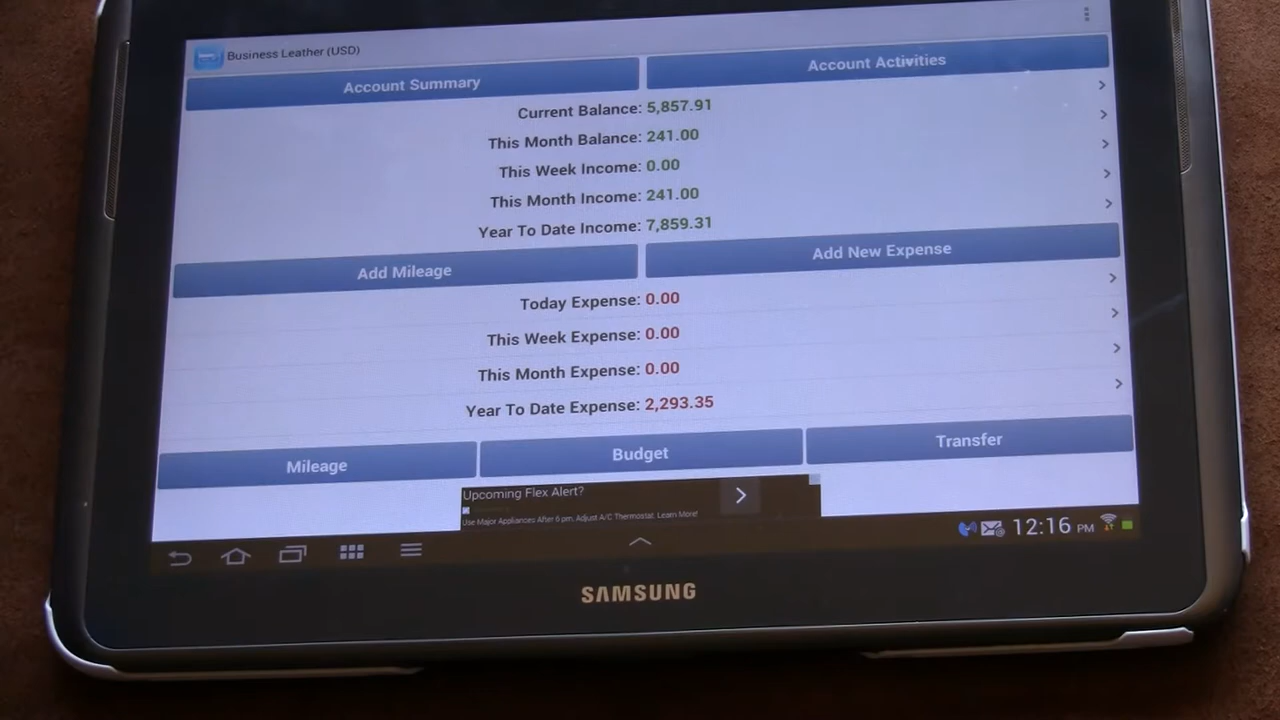 Business Leather (USD)
Account Summary
Account Activities
Current Balance: 5,857.91
This Month Balance: 241.00
This Week Income: 0.00
This Month Income: 241.00
Year To Date Income: 7,859.31
Add Mileage
Add New Expense
Today Expense: 0.00
This Week Expense: 0.00
This Month Expense: 0.00
Year To Date Expense: 2,293.35
Mileage
Budget
Transfer
Upcoming Flex Alert?
Use Major Appliances After 6 pm. Adjust A/C Thermostat. Learn More!
12:16 PM
SAMSUNG